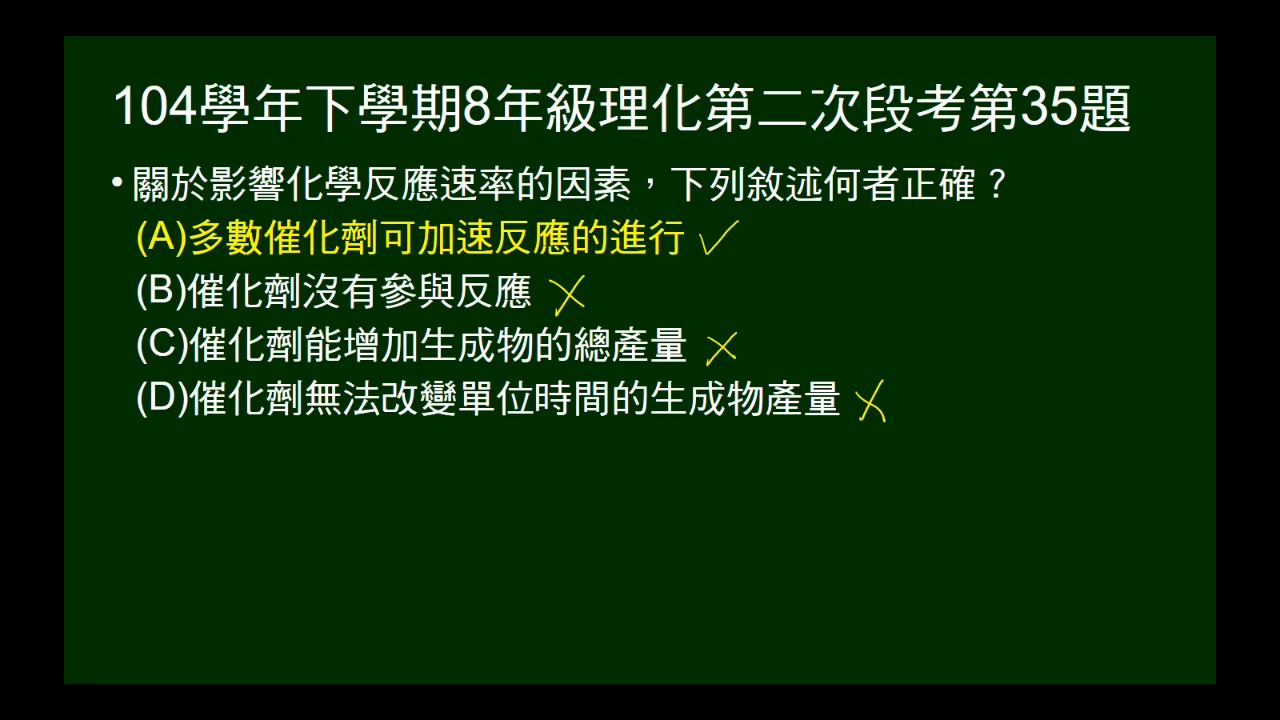 104學年下學期8年級理化第二次段考第35題
•關於影響化學反應速率的因素，下列敘述何者正確？
(A)多數催化劑可加速反應的進行 ✓
(B)催化劑沒有參與反應 ✗
(C)催化劑能增加生成物的總產量 ✗
(D)催化劑無法改變單位時間的生成物產量 ✗